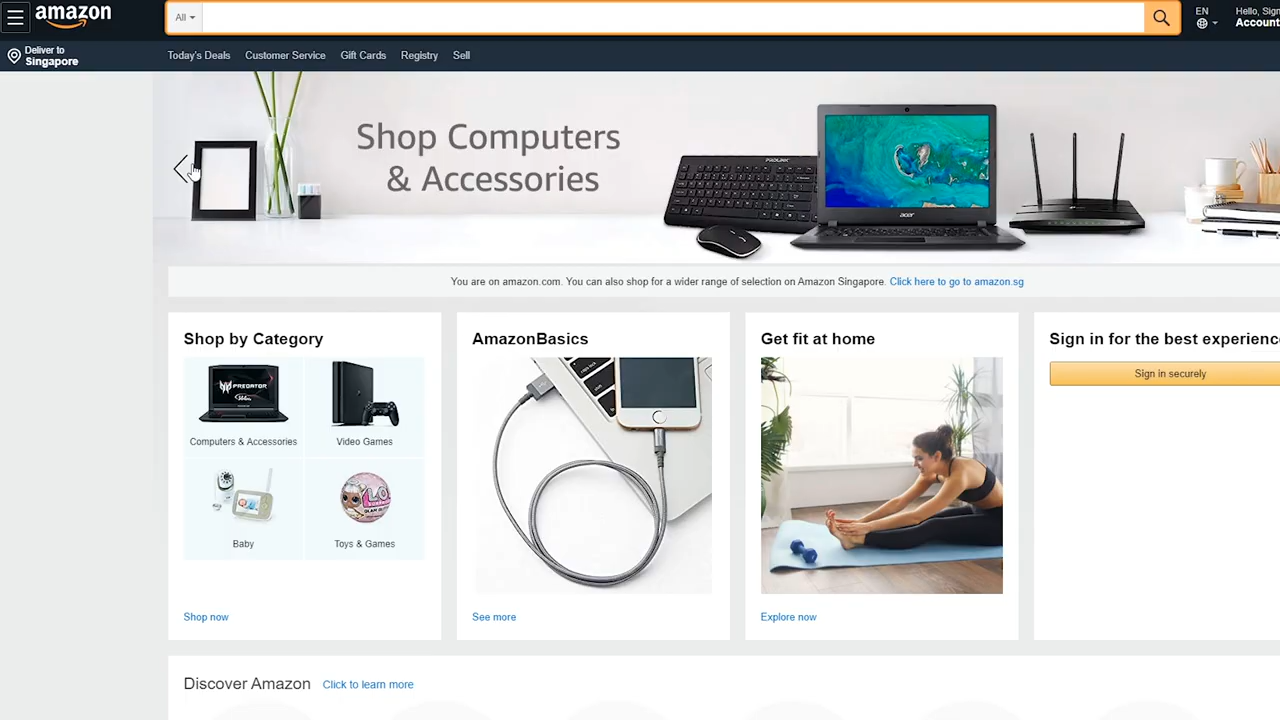 amazon
All
EN
Hello, Sign
Account
Deliver to
Singapore
Today's Deals
Customer Service
Gift Cards
Registry
Sell
Shop Computers
& Accessories
PROLINK
acer
You are on amazon.com. You can also shop for a wider range of selection on Amazon Singapore. Click here to go to amazon.sg
Shop by Category
AmazonBasics
Get fit at home
Sign in for the best experienc
PREDATOR
Sign in securely
Computers & Accessories
Video Games
Baby
Toys & Games
Shop now
See more
Explore now
Discover Amazon
Click to learn more